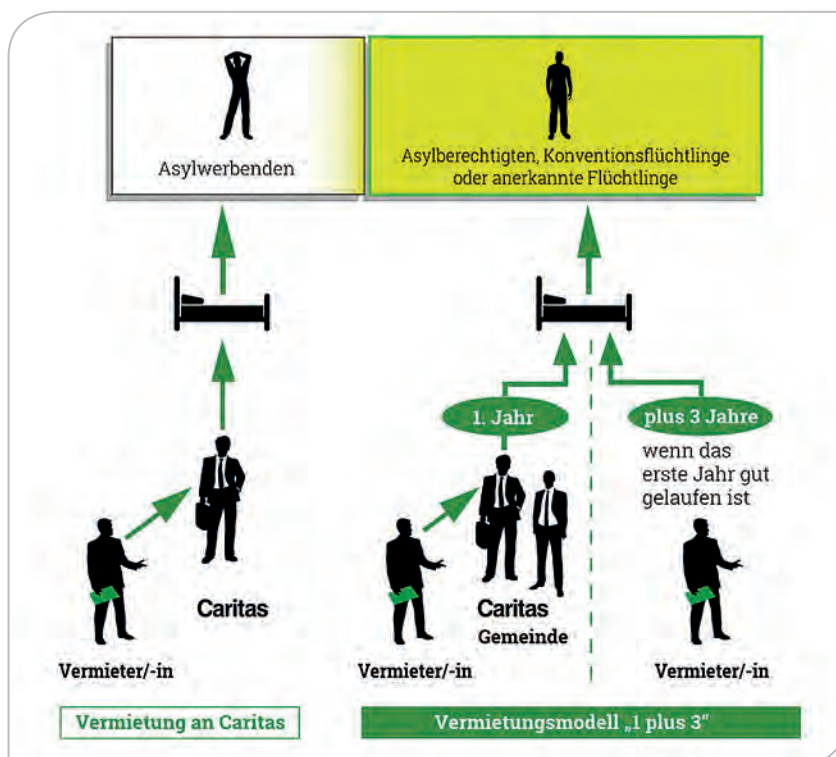 Asylwerbenden
Asylberechtigten, Konventionsflüchtlinge
oder anerkannte Flüchtlinge
1. Jahr
plus 3 Jahre
wenn das
erste Jahr gut
gelaufen ist
Caritas
Vermieter/-in
Caritas
Gemeinde
Vermieter/-in
Vermieter/-in
Vermietung an Caritas
Vermietungsmodell „1 plus 3“